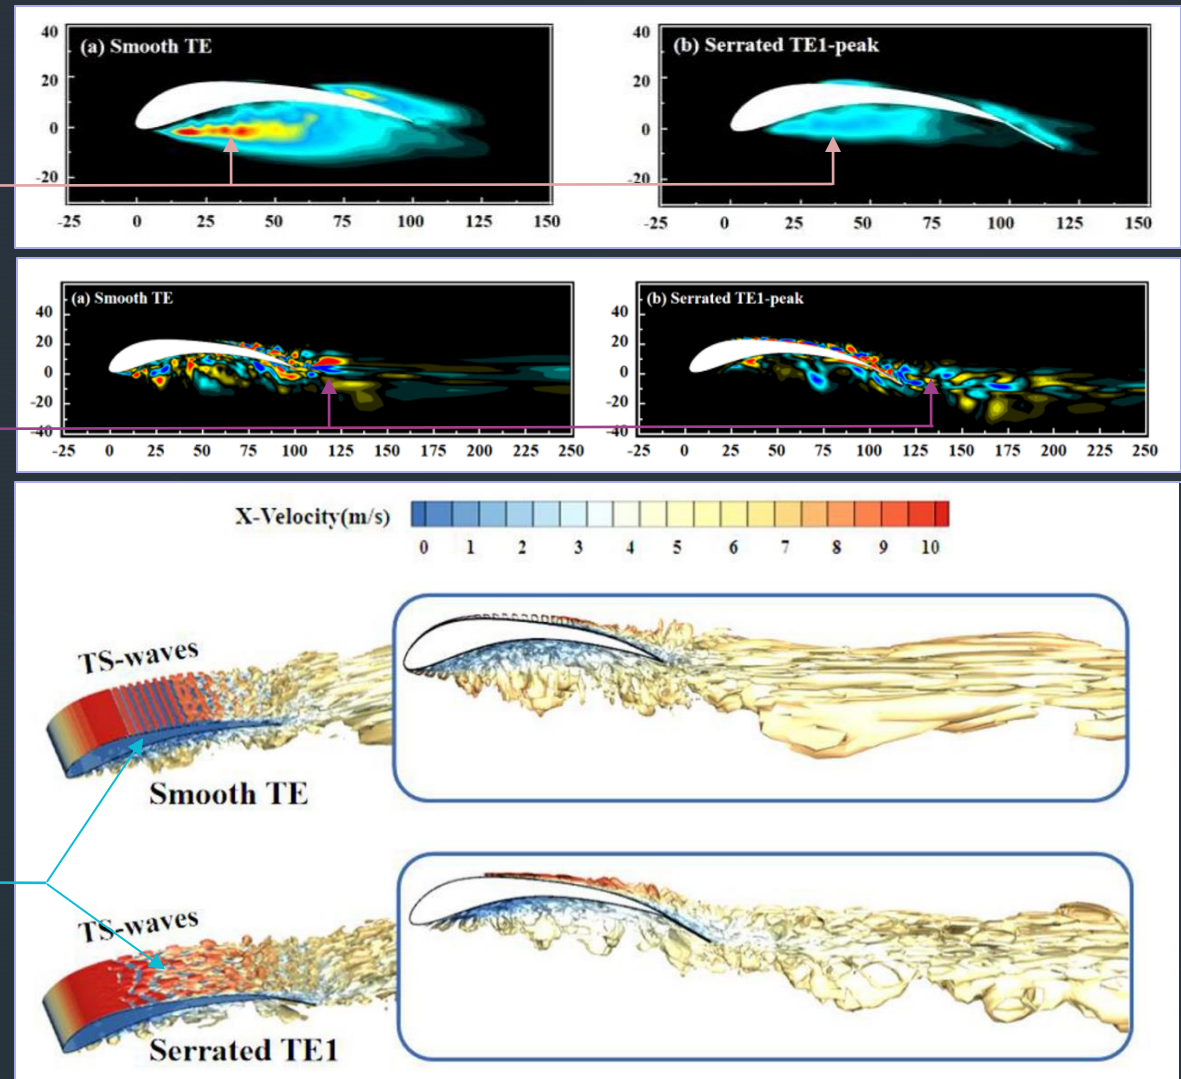 (a) Smooth TE
40
20
0
-20
-25 0 25 50 75 100 125 150
(b) Serrated TE1-peak
40
20
0
-20
-25 0 25 50 75 100 125 150
(a) Smooth TE
40
20
0
-20
-40
-25 0 25 50 75 100 125 150 175 200 225 250
(b) Serrated TE1-peak
40
20
0
-20
-40
-25 0 25 50 75 100 125 150 175 200 225 250
X-Velocity(m/s)
0 1 2 3 4 5 6 7 8 9 10
TS-waves
Smooth TE
TS-waves
Serrated TE1